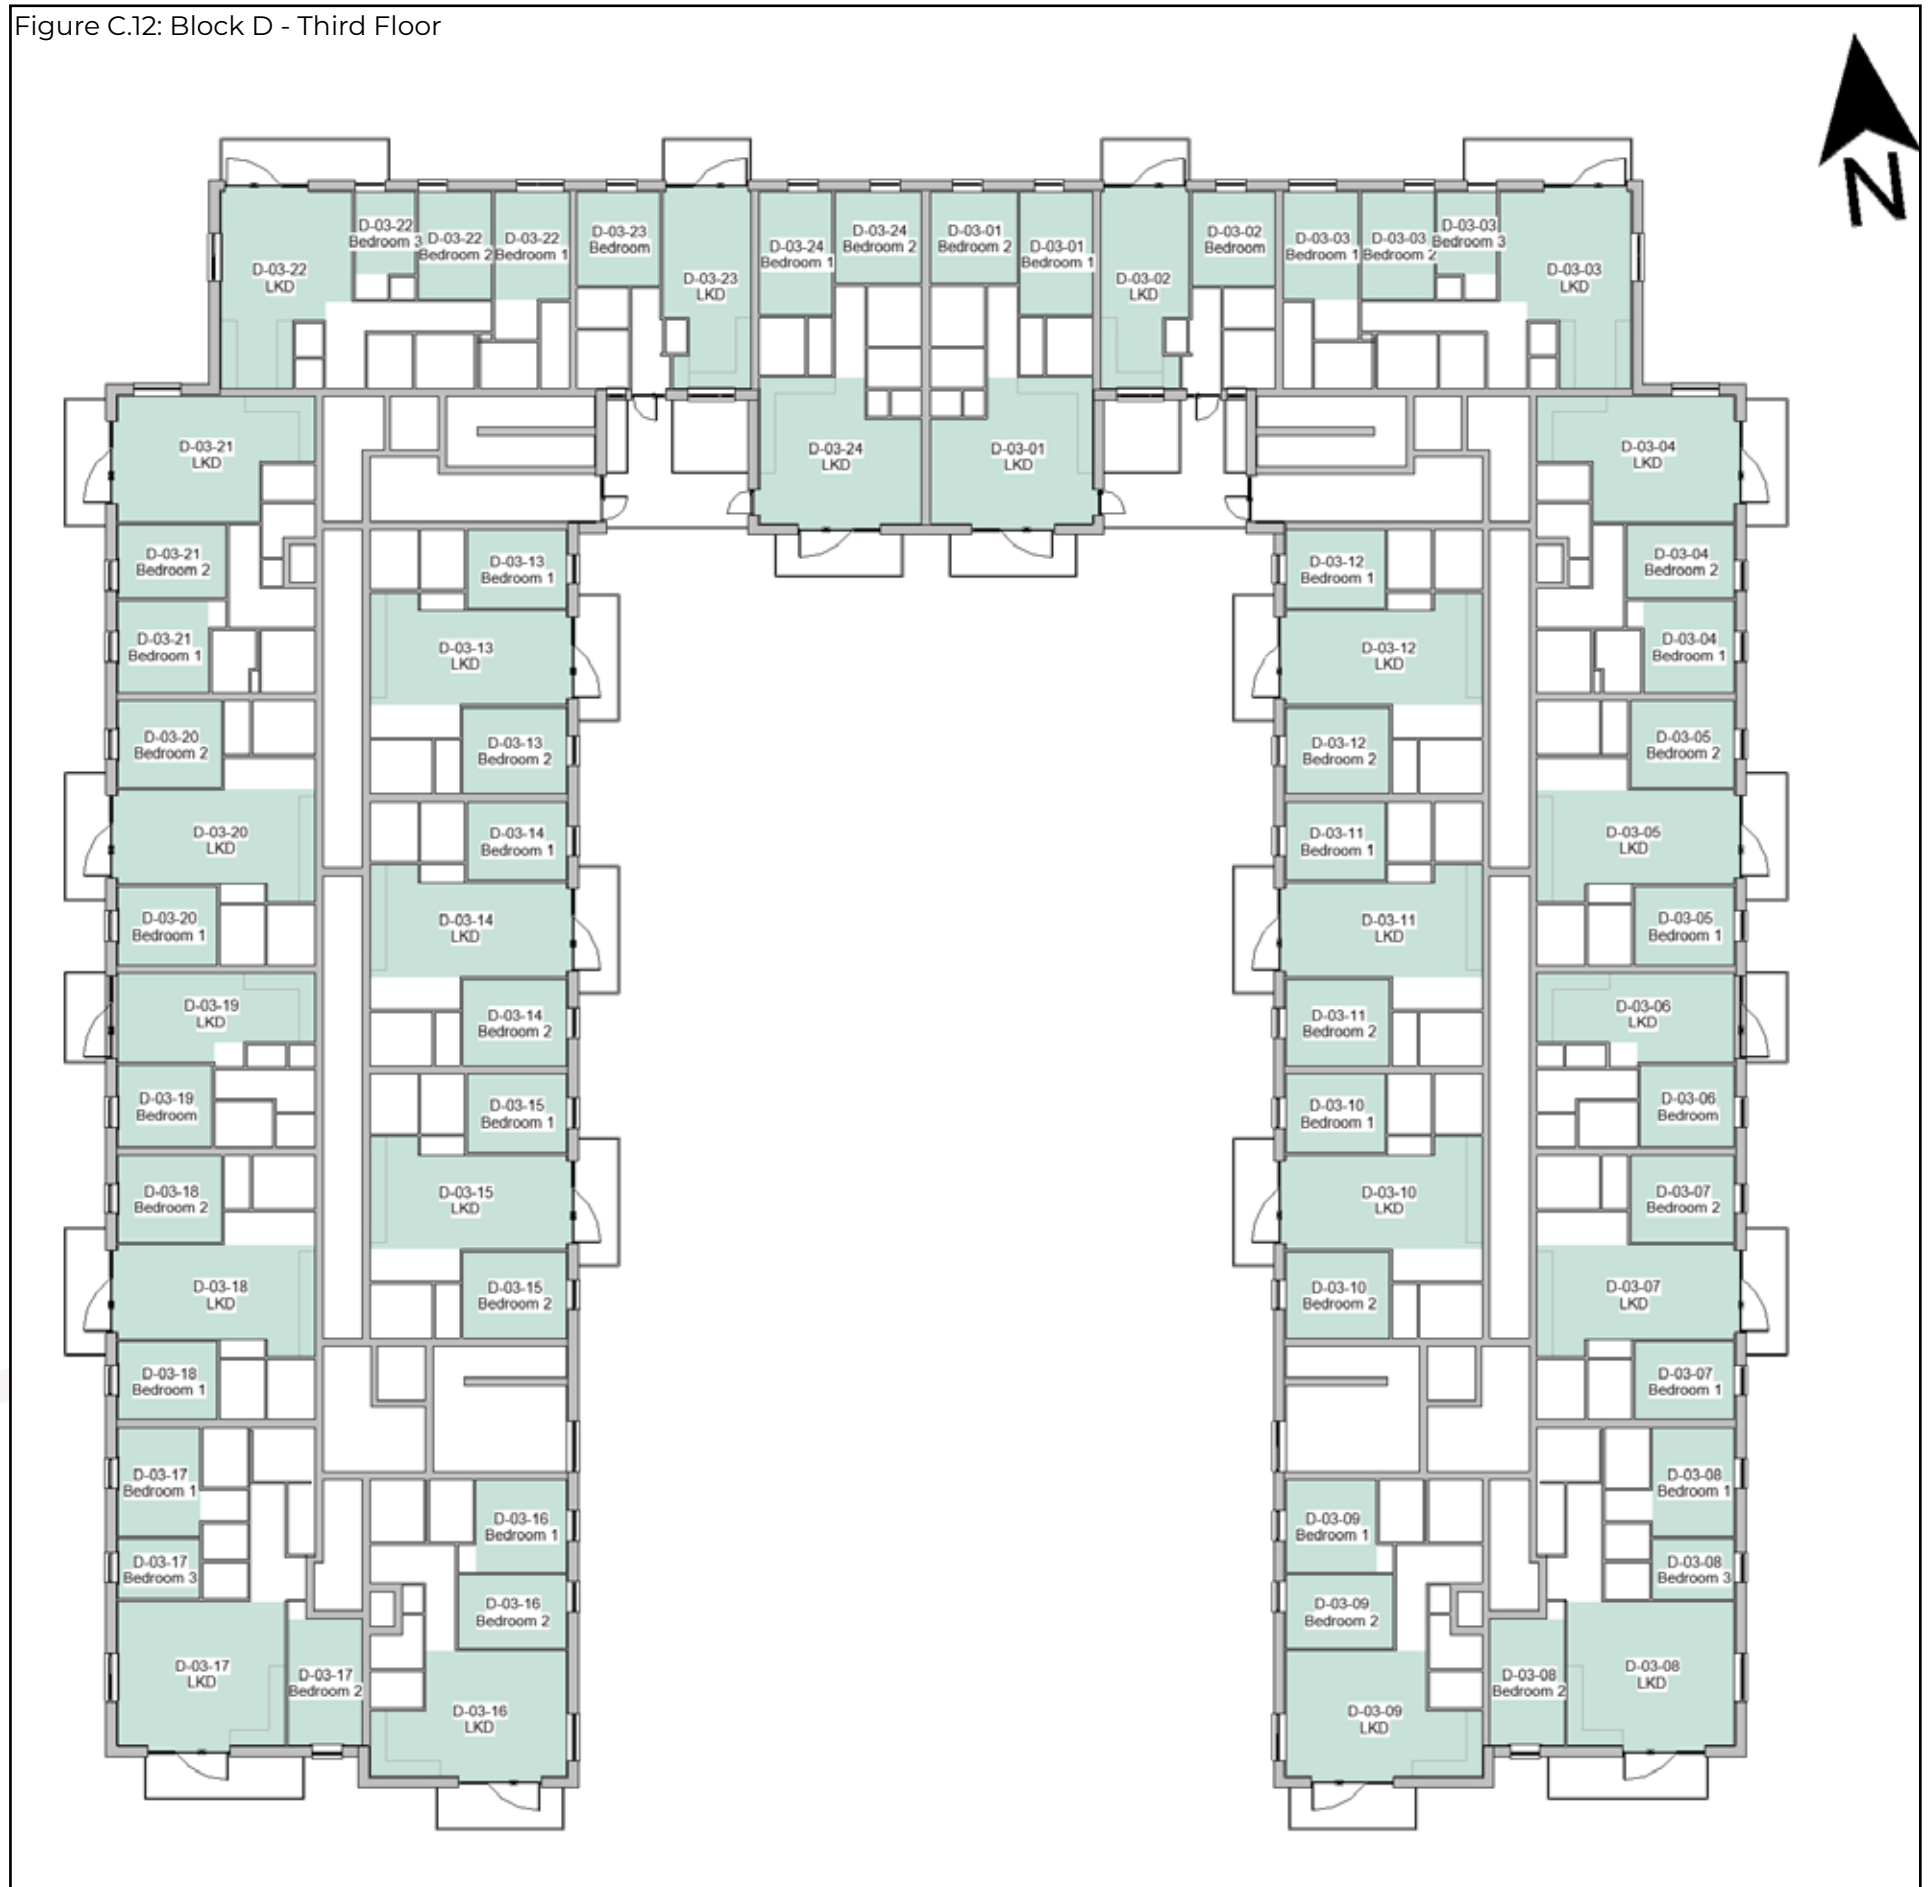 Figure C.12: Block D - Third Floor
N
D-03-22
LKD
D-03-22
Bedroom 3
D-03-22
Bedroom 2
D-03-22
Bedroom 1
D-03-23
Bedroom
D-03-23
LKD
D-03-24
Bedroom 1
D-03-24
Bedroom 2
D-03-01
Bedroom 2
D-03-01
Bedroom 1
D-03-02
LKD
D-03-02
Bedroom
D-03-03
Bedroom 1
D-03-03
Bedroom 2
D-03-03
Bedroom 3
D-03-03
LKD
D-03-21
LKD
D-03-24
LKD
D-03-01
LKD
D-03-04
LKD
D-03-21
Bedroom 2
D-03-13
Bedroom 1
D-03-12
Bedroom 1
D-03-04
Bedroom 2
D-03-21
Bedroom 1
D-03-13
LKD
D-03-12
LKD
D-03-04
Bedroom 1
D-03-20
Bedroom 2
D-03-13
Bedroom 2
D-03-12
Bedroom 2
D-03-05
Bedroom 2
D-03-20
LKD
D-03-14
Bedroom 1
D-03-11
Bedroom 1
D-03-05
LKD
D-03-20
Bedroom 1
D-03-14
LKD
D-03-11
LKD
D-03-05
Bedroom 1
D-03-19
LKD
D-03-14
Bedroom 2
D-03-11
Bedroom 2
D-03-06
LKD
D-03-19
Bedroom
D-03-15
Bedroom 1
D-03-10
Bedroom 1
D-03-06
Bedroom
D-03-18
Bedroom 2
D-03-15
LKD
D-03-10
LKD
D-03-07
Bedroom 2
D-03-18
LKD
D-03-15
Bedroom 2
D-03-10
Bedroom 2
D-03-07
LKD
D-03-18
Bedroom 1
D-03-07
Bedroom 1
D-03-17
Bedroom 1
D-03-16
Bedroom 1
D-03-09
Bedroom 1
D-03-08
Bedroom 1
D-03-17
Bedroom 3
D-03-16
Bedroom 2
D-03-09
Bedroom 2
D-03-08
Bedroom 3
D-03-17
LKD
D-03-17
Bedroom 2
D-03-16
LKD
D-03-09
LKD
D-03-08
Bedroom 2
D-03-08
LKD